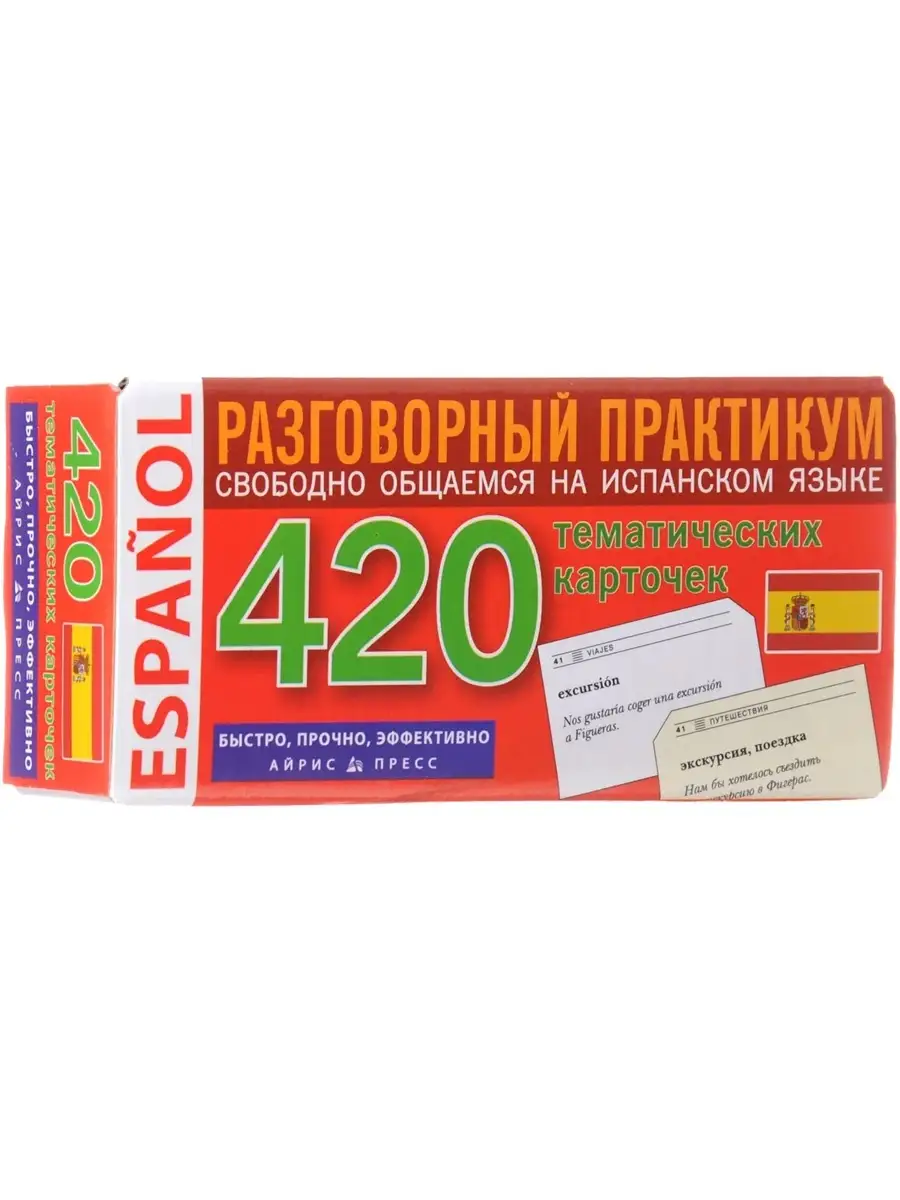 ESPAÑOL
РАЗГОВОРНЫЙ ПРАКТИКУМ
СВОБОДНО ОБЩАЕМСЯ НА ИСПАНСКОМ ЯЗЫКЕ
420
тематических
карточек
БЫСТРО, ПРОЧНО, ЭФФЕКТИВНО
АЙРИС ПРЕСС
41 VIAJES
excursión
Nos gustaría coger una excursión
a Figueras.
41 ПУТЕШЕСТВИЯ
экскурсия, поездка
Нам бы хотелось съездить
в Фигерас.
420
тематических карточек
БЫСТРО, ПРОЧНО, ЭФФЕКТИВНО
АЙРИС ПРЕСС